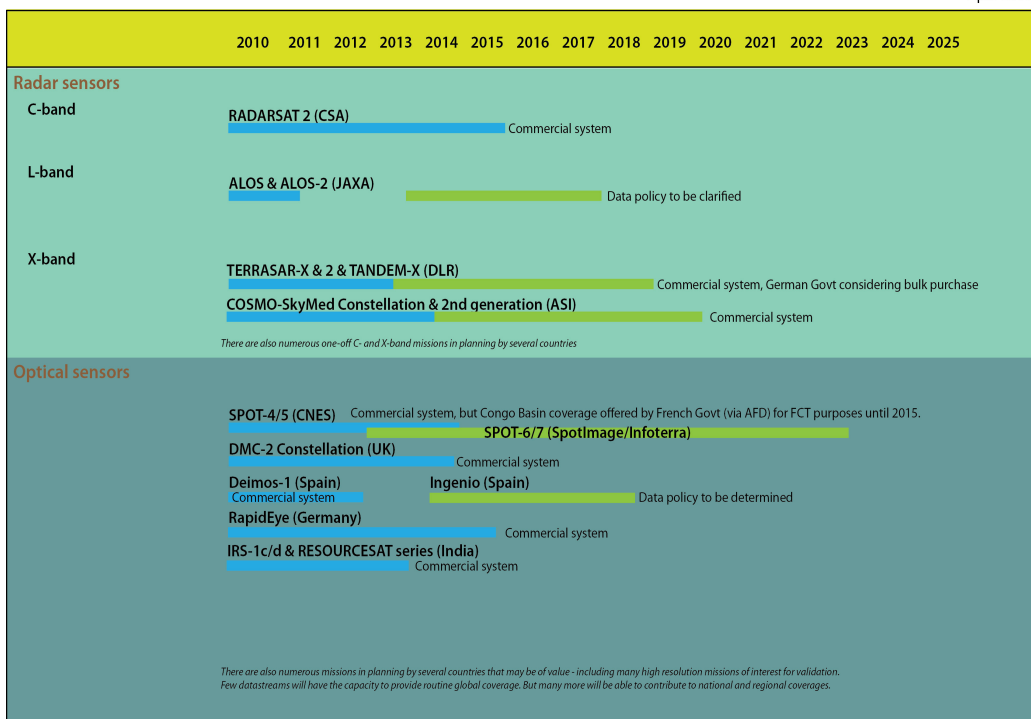 2010 2011 2012 2013 2014 2015 2016 2017 2018 2019 2020 2021 2022 2023 2024 2025
Radar sensors
C-band
RADARSAT 2 (CSA)
Commercial system
L-band
ALOS & ALOS-2 (JAXA)
Data policy to be clarified
X-band
TERRASAR-X & 2 & TANDEM-X (DLR)
Commercial system, German Govt considering bulk purchase
COSMO-SkyMed Constellation & 2nd generation (ASI)
Commercial system
There are also numerous one-off C- and X-band missions in planning by several countries
Optical sensors
SPOT-4/5 (CNES) Commercial system, but Congo Basin coverage offered by French Govt (via AFD) for FCT purposes until 2015.
SPOT-6/7 (SpotImage/Infoterra)
DMC-2 Constellation (UK)
Commercial system
Deimos-1 (Spain) Ingenio (Spain)
Commercial system Data policy to be determined
RapidEye (Germany)
Commercial system
IRS-1c/d & RESOURCESAT series (India)
Commercial system
There are also numerous missions in planning by several countries that may be of value - including many high resolution missions of interest for validation.
Few datastreams will have the capacity to provide routine global coverage. But many more will be able to contribute to national and regional coverages.